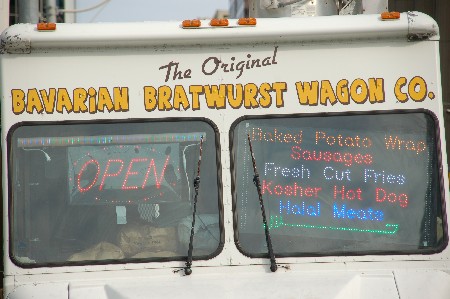 The Original
BAVARIAN BRATWURST WAGON CO.
OPEN
Baked Potato Wrap
Sausages
Fresh Cut Fries
Kosher Hot Dog
Halal Meats